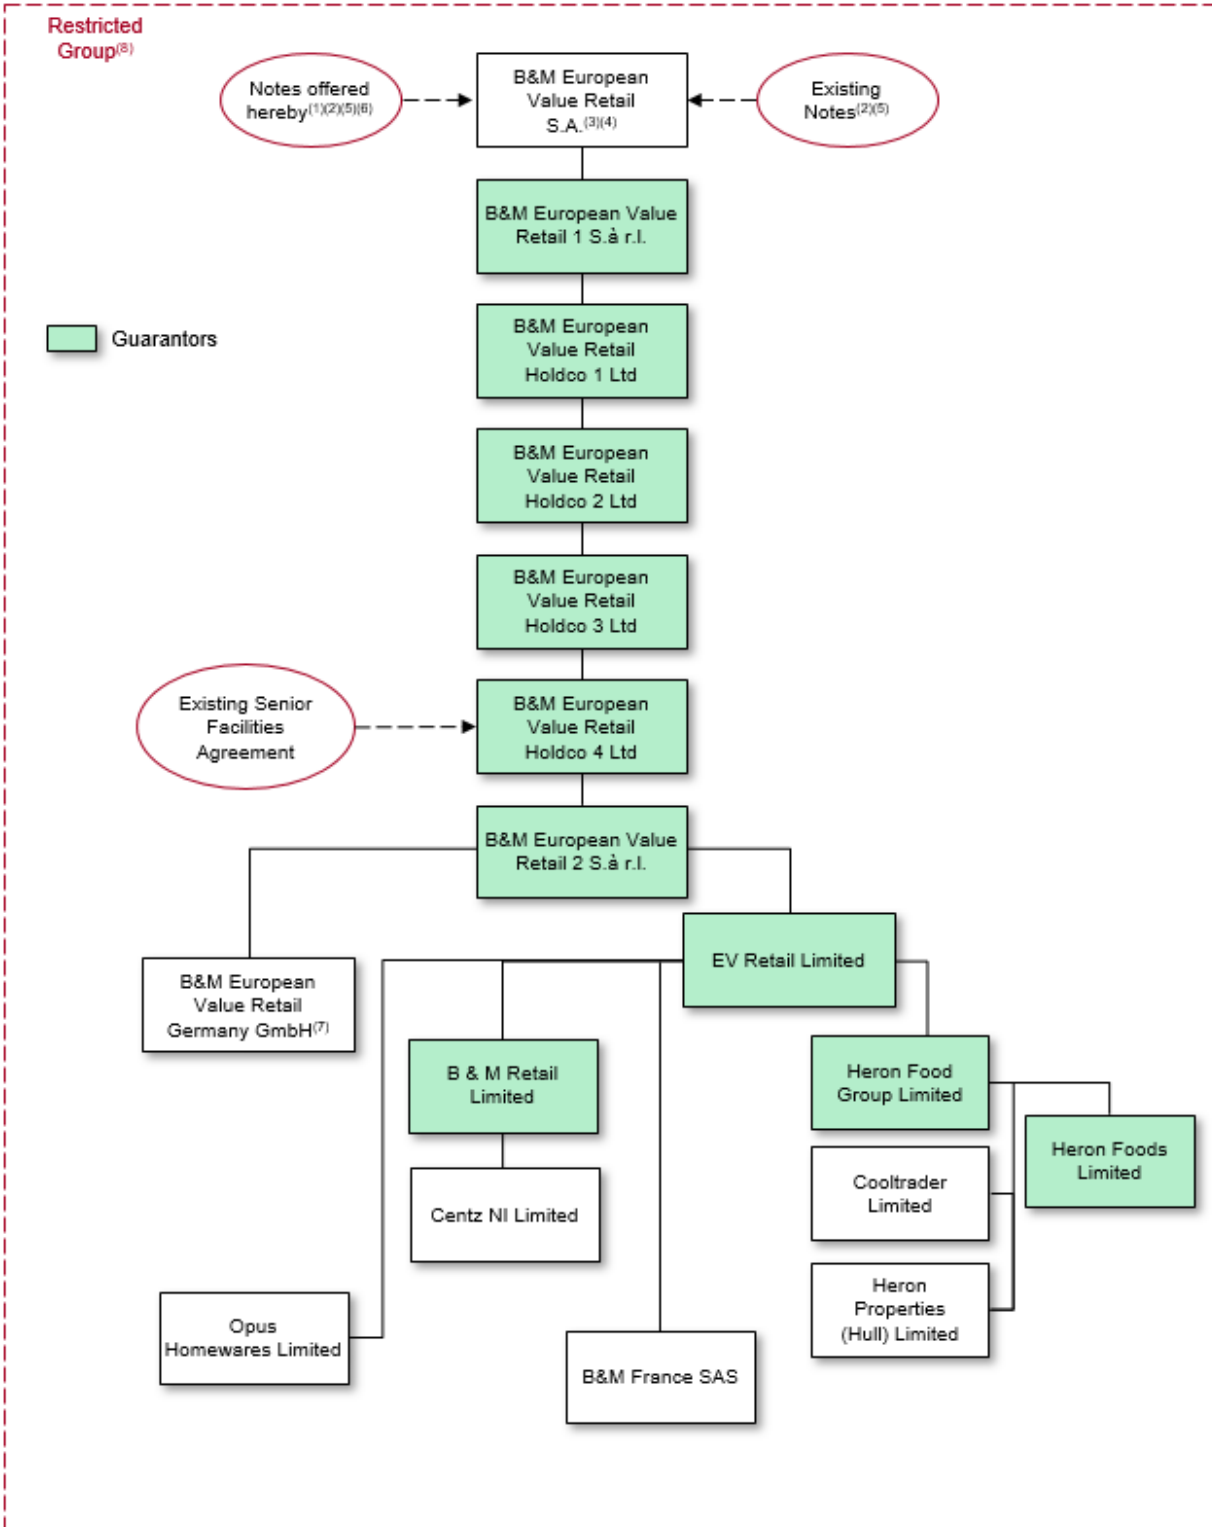 Restricted
Group(8)
Notes offered
hereby(1)(2)(5)(6)
B&M European
Value Retail
S.A.(3)(4)
Existing
Notes(2)(5)
B&M European Value
Retail 1 S.à r.l.
Guarantors
B&M European
Value Retail
Holdco 1 Ltd
B&M European
Value Retail
Holdco 2 Ltd
B&M European
Value Retail
Holdco 3 Ltd
Existing Senior
Facilities
Agreement
B&M European
Value Retail
Holdco 4 Ltd
B&M European Value
Retail 2 S.à r.l.
EV Retail Limited
B&M European
Value Retail
Germany GmbH(7)
B & M Retail
Limited
Heron Food
Group Limited
Heron Foods
Limited
Centz NI Limited
Cooltrader
Limited
Heron
Properties
(Hull) Limited
Opus
Homewares Limited
B&M France SAS